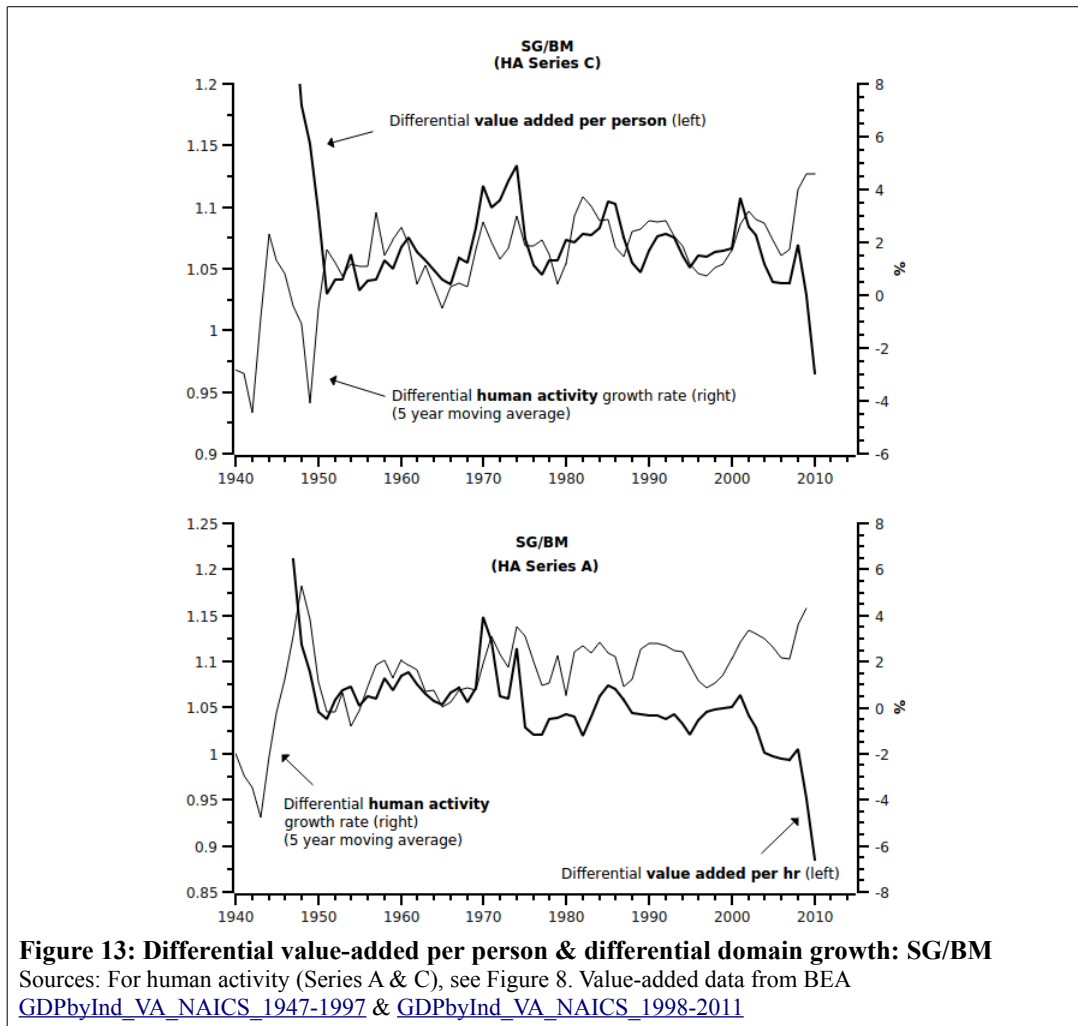 SG/BM
(HA Series C)
1.2
1.15
1.1
1.05
1
0.95
0.9
8
6
4
2
0
-2
-4
-6
%
Differential value added per person (left)
Differential human activity growth rate (right)
(5 year moving average)
1940 1950 1960 1970 1980 1990 2000 2010
SG/BM
(HA Series A)
1.25
1.2
1.15
1.1
1.05
1
0.95
0.9
0.85
8
6
4
2
0
-2
-4
-6
-8
%
Differential human activity
growth rate (right)
(5 year moving average)
Differential value added per hr (left)
1940 1950 1960 1970 1980 1990 2000 2010
Figure 13: Differential value-added per person & differential domain growth: SG/BM
Sources: For human activity (Series A & C), see Figure 8. Value-added data from BEA
GDPbyInd_VA_NAICS_1947-1997 & GDPbyInd_VA_NAICS_1998-2011